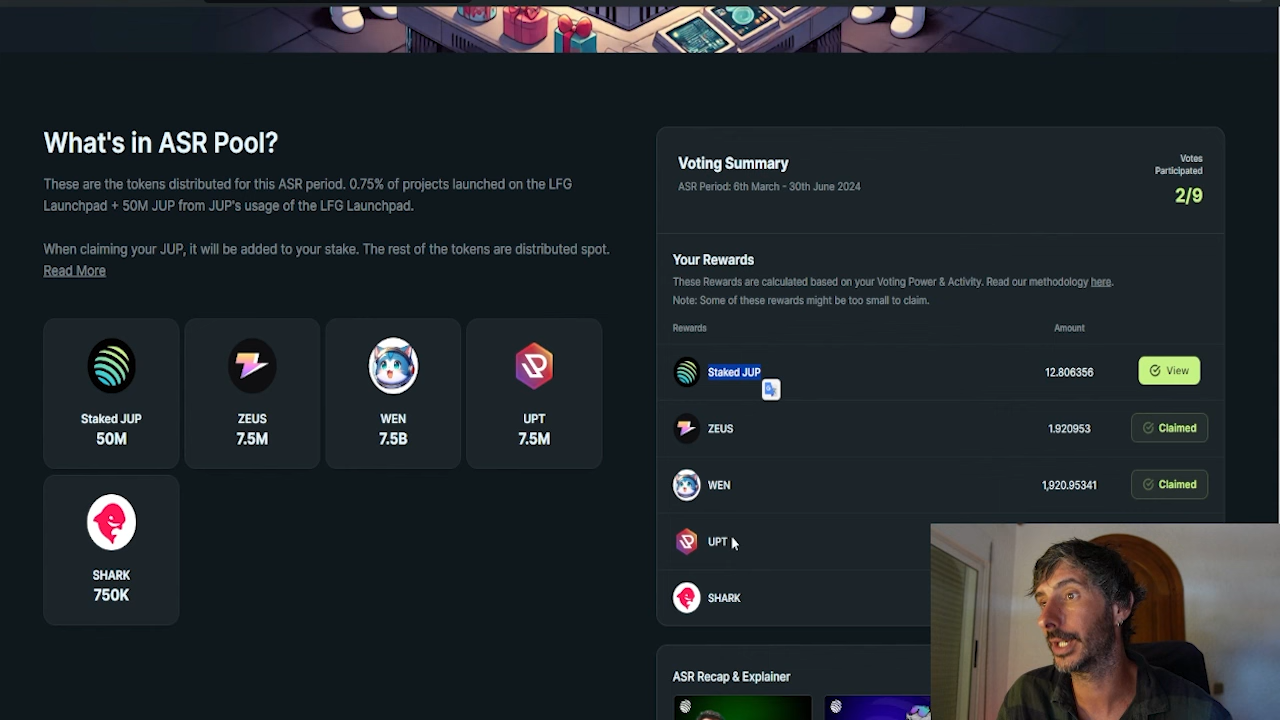 What's in ASR Pool?
These are the tokens distributed for this ASR period. 0.75% of projects launched on the LFG
Launchpad + 50M JUP from JUP's usage of the LFG Launchpad.
When claiming your JUP, it will be added to your stake. The rest of the tokens are distributed spot.
Read More
Staked JUP
50M
ZEUS
7.5M
WEN
7.5B
UPT
7.5M
SHARK
750K
Voting Summary
ASR Period: 6th March - 30th June 2024
Votes
Participated
2/9
Your Rewards
These Rewards are calculated based on your Voting Power & Activity. Read our methodology here.
Note: Some of these rewards might be too small to claim.
Rewards Amount
Staked JUP 12.806356 View
ZEUS 1.920953 Claimed
WEN 1,920.95341 Claimed
UPT
SHARK
ASR Recap & Explainer